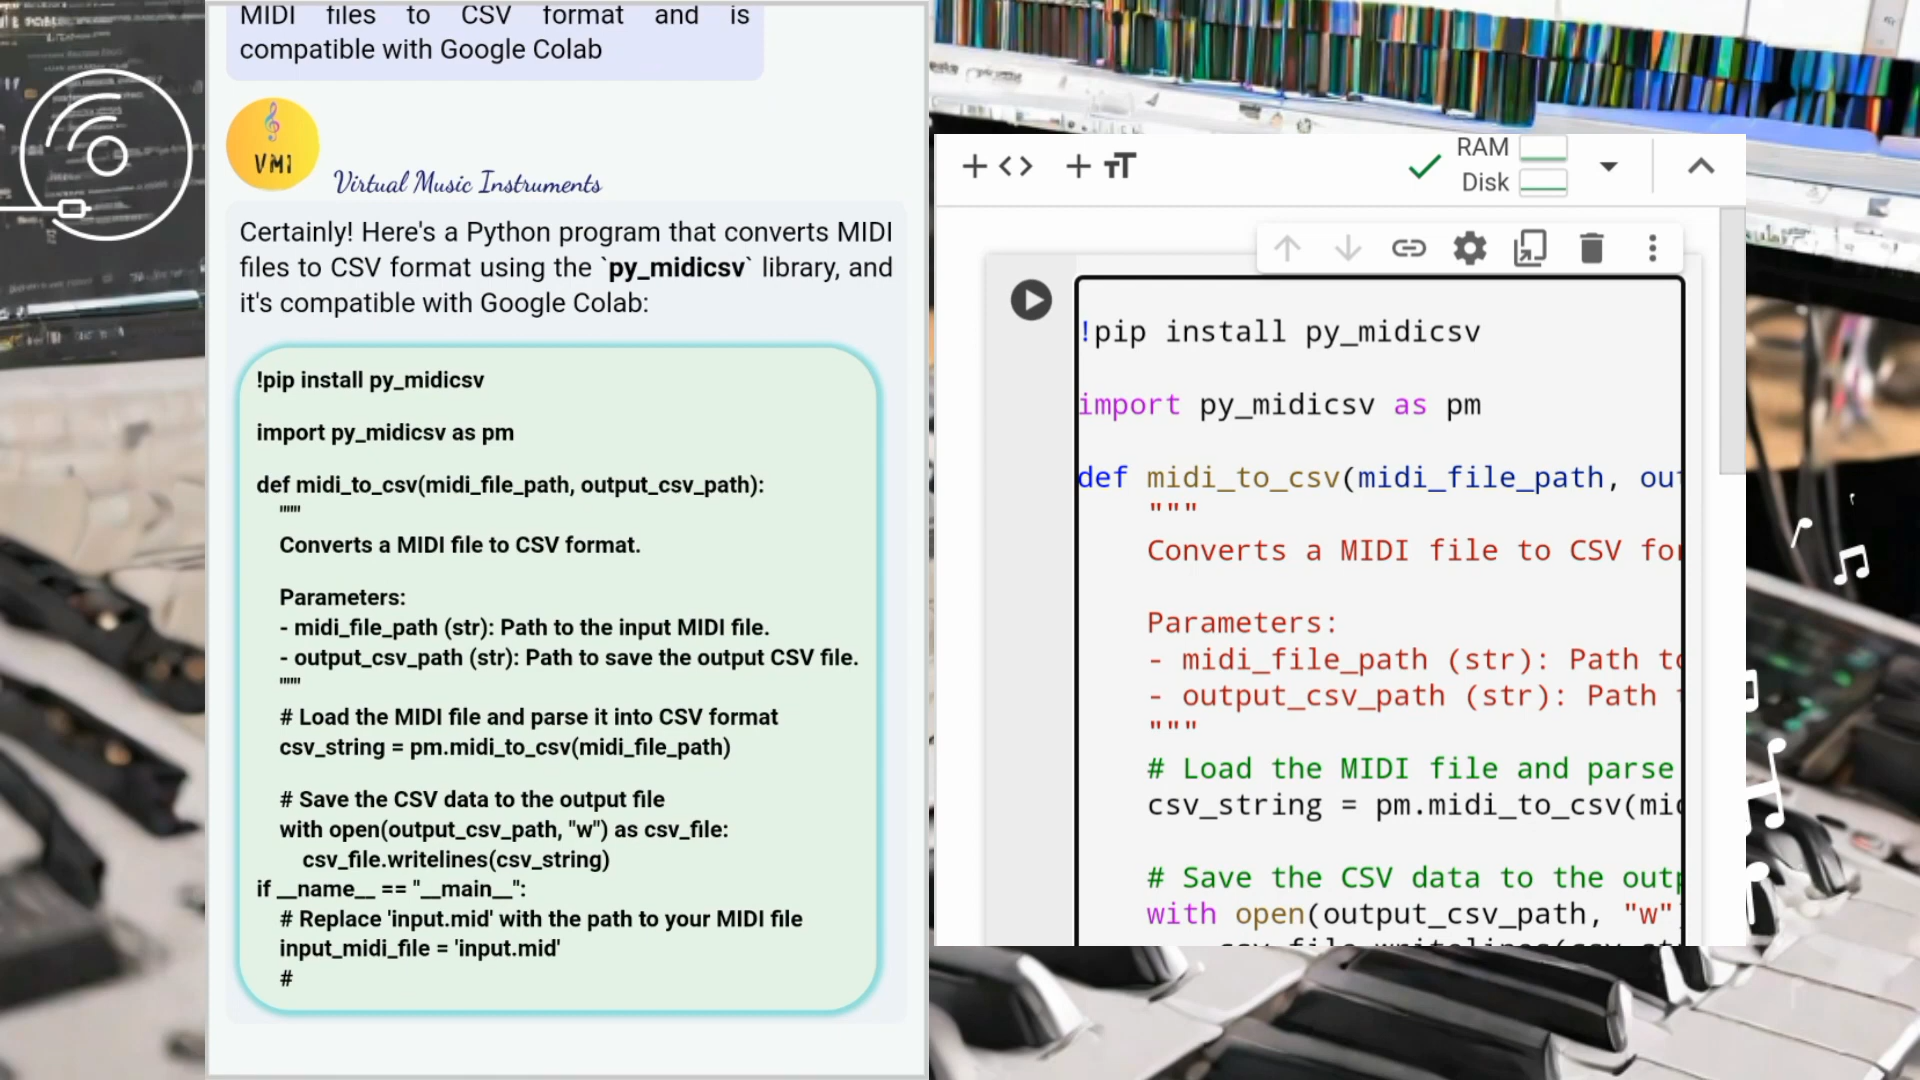 MIDI files to CSV format and is
compatible with Google Colab
VMI
Virtual Music Instruments
Certainly! Here's a Python program that converts MIDI
files to CSV format using the `py_midicsv` library, and
it's compatible with Google Colab:
!pip install py_midicsv
import py_midicsv as pm
def midi_to_csv(midi_file_path, output_csv_path):
"""
Converts a MIDI file to CSV format.
Parameters:
- midi_file_path (str): Path to the input MIDI file.
- output_csv_path (str): Path to save the output CSV file.
"""
# Load the MIDI file and parse it into CSV format
csv_string = pm.midi_to_csv(midi_file_path)
# Save the CSV data to the output file
with open(output_csv_path, "w") as csv_file:
csv_file.writelines(csv_string)
if __name__ == "__main__":
# Replace 'input.mid' with the path to your MIDI file
input_midi_file = 'input.mid'
#
RAM
Disk
!pip install py_midicsv
import py_midicsv as pm
def midi_to_csv(midi_file_path, out
"""
Converts a MIDI file to CSV for
Parameters:
- midi_file_path (str): Path to
- output_csv_path (str): Path t
"""
# Load the MIDI file and parse
csv_string = pm.midi_to_csv(mid
# Save the CSV data to the outp
with open(output_csv_path, "w")
csv_file.writelines(csv_str